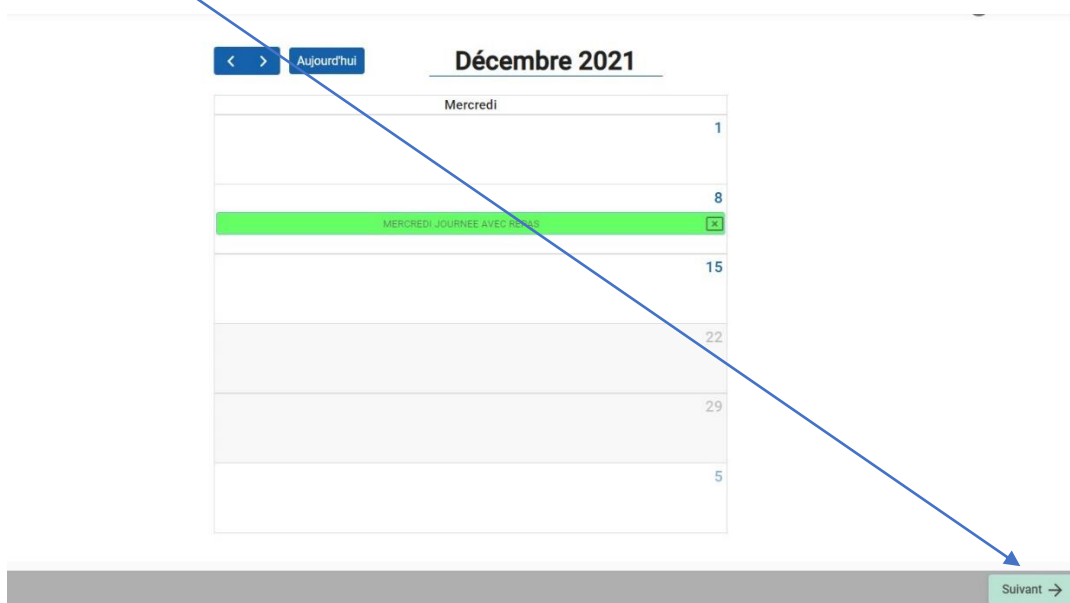 Aujourd'hui Décembre 2021
Mercredi
1
8
MERCREDI JOURNEE AVEC REPAS
15
22
29
5
Suivant →